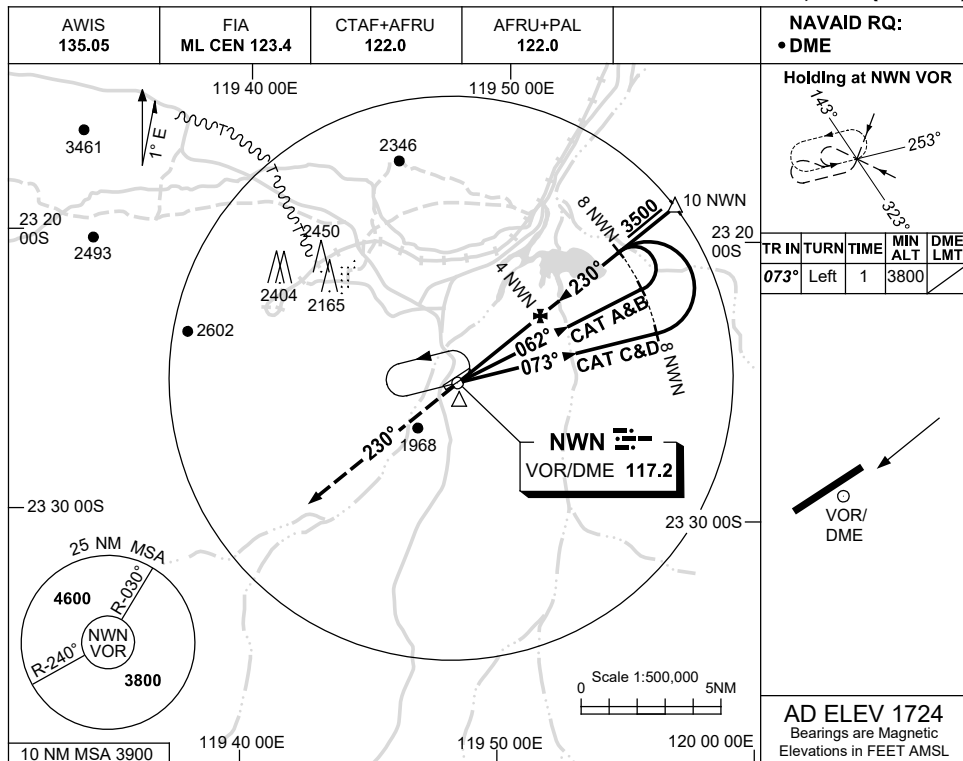 AWIS
135.05
FIA
ML CEN 123.4
CTAF+AFRU
122.0
AFRU+PAL
122.0
NAVAID RQ:
• DME
119 40 00E
119 50 00E
Holding at NWN VOR
143°
253°
323°
TR IN TURN TIME MIN ALT DME LMT
073° Left 1 3800
1° E
3461
2346
23 20 00S
2493
2450
2404
2165
2602
8 NWN
3500
10 NWN
23 20 00S
4 NWN
230°
062°
CAT A&B
073°
CAT C&D
8 NWN
230°
1968
NWN
VOR/DME 117.2
23 30 00S
23 30 00S
VOR/
DME
25 NM MSA
4600
R-030°
NWN
VOR
R-240°
3800
Scale 1:500,000
0
5NM
10 NM MSA 3900
119 40 00E
119 50 00E
120 00 00E
AD ELEV 1724
Bearings are Magnetic
Elevations in FEET AMSL